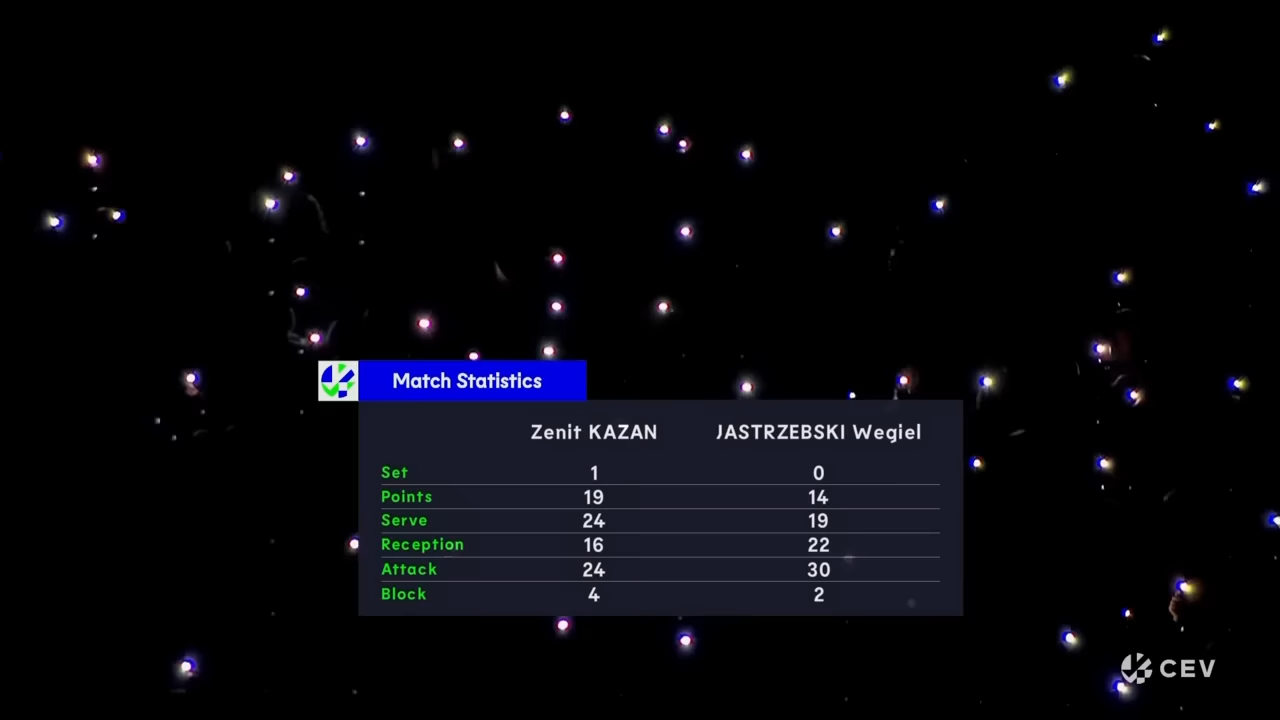 Match Statistics
Zenit KAZAN JASTRZEBSKI Wegiel
Set 1 0
Points 19 14
Serve 24 19
Reception 16 22
Attack 24 30
Block 4 2
CEV